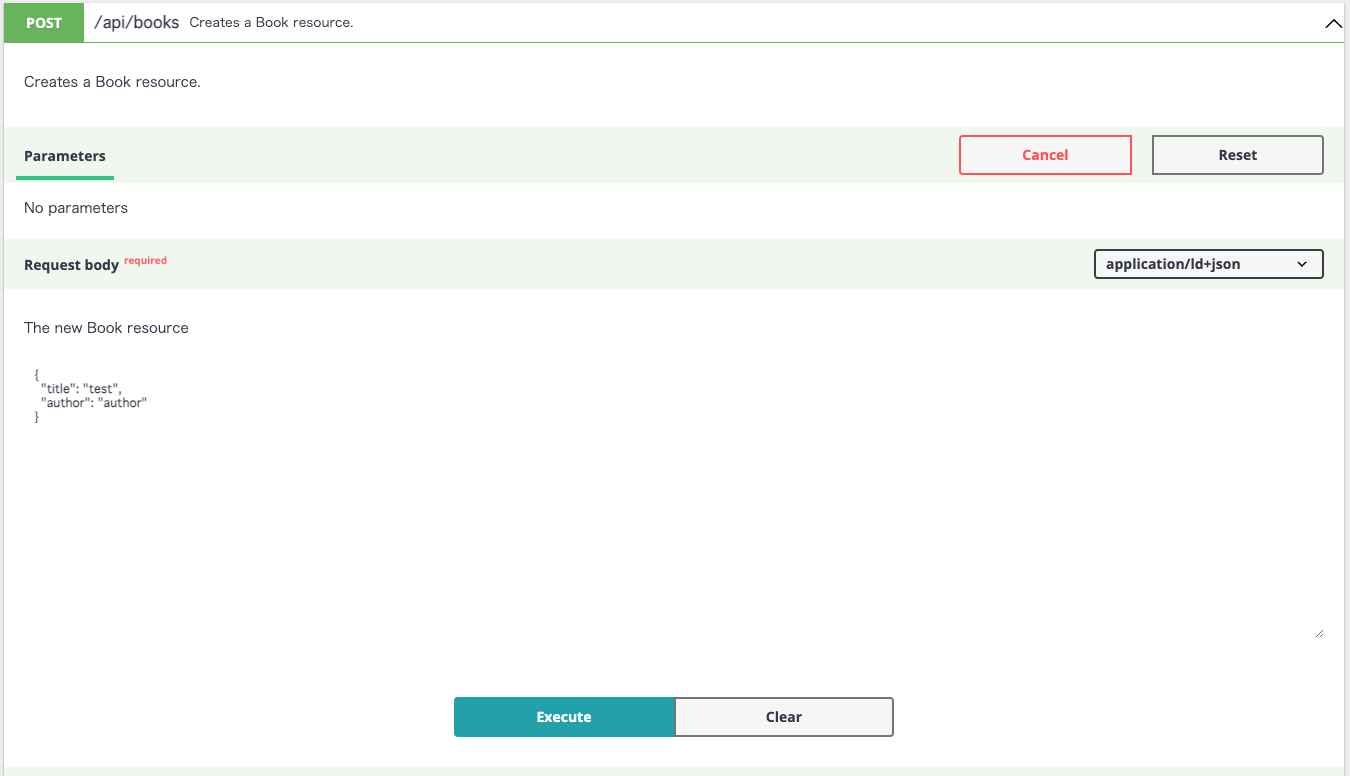 POST /api/books Creates a Book resource.
Creates a Book resource.
Parameters Cancel Reset
No parameters
Request body required application/ld+json
The new Book resource
{
  "title": "test",
  "author": "author"
}
Execute Clear